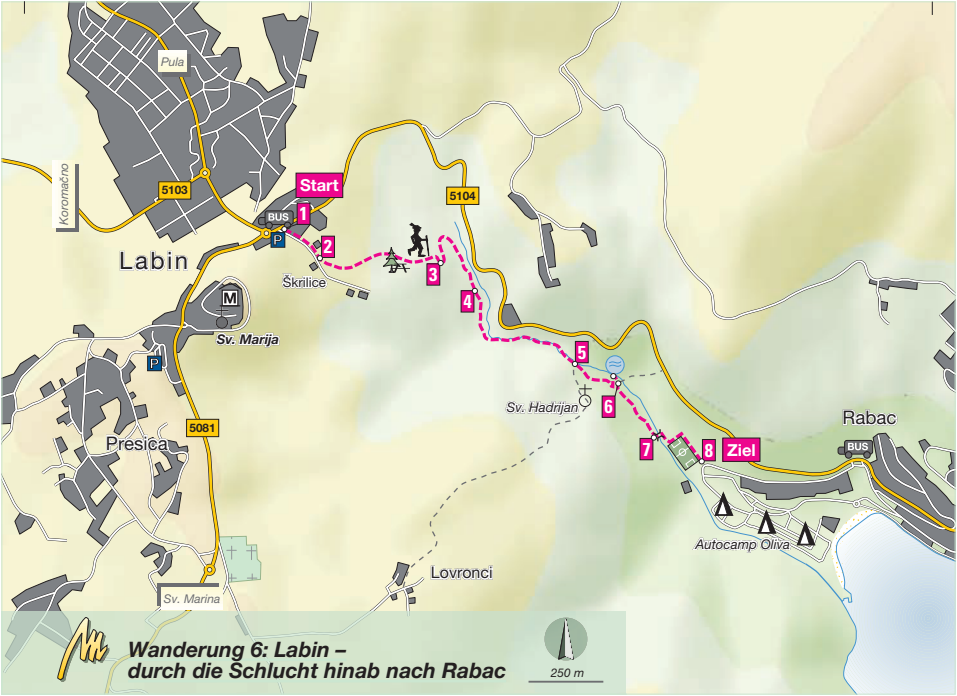 Pula
Koromačno
5103
Start
5104
BUS
1
P
2
Labin
3
Škrilice
4
M
Sv. Marija
P
5
Sv. Hadrijan
6
5081
Presica
Rabac
7
8
Ziel
BUS
Autocamp Oliva
Lovronci
Sv. Marina
Wanderung 6: Labin –
durch die Schlucht hinab nach Rabac
250 m